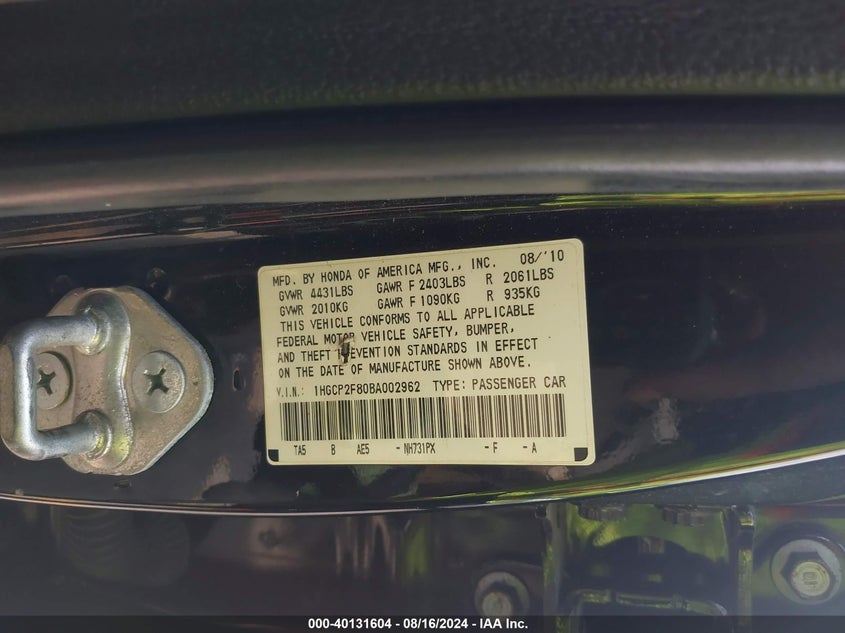 MFD. BY HONDA OF AMERICA MFG., INC. 08/'10
GVWR 4431LBS GAWR F 2403LBS R 2061LBS
GVWR 2010KG GAWR F 1090KG R 935KG
THIS VEHICLE CONFORMS TO ALL APPLICABLE
FEDERAL MOTOR VEHICLE SAFETY, BUMPER,
AND THEFT PREVENTION STANDARDS IN EFFECT
ON THE DATE OF MANUFACTURE SHOWN ABOVE.
V.I.N.: 1HGCP2F80BA002962 TYPE: PASSENGER CAR
TA5 B AE5 -NH731PX -F -A
000-40131604 - 08/16/2024 - IAA Inc.